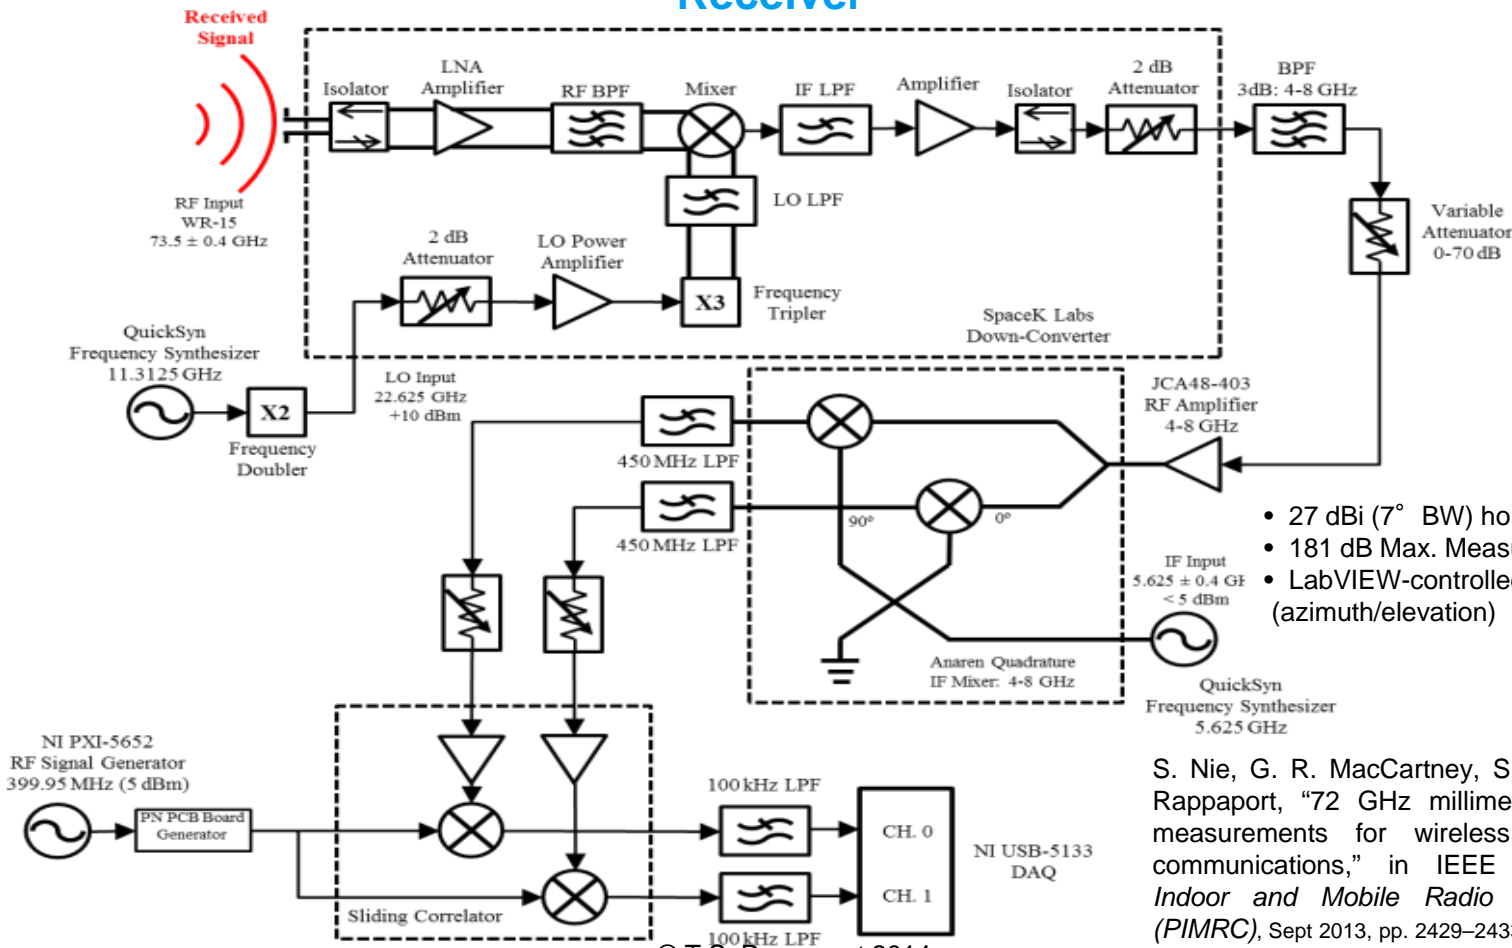 Receiver
Received
Signal
Isolator
LNA
Amplifier
RF BPF
Mixer
IF LPF
Amplifier
Isolator
2 dB
Attenuator
BPF
3dB: 4-8 GHz
RF Input
WR-15
73.5 ± 0.4 GHz
LO LPF
Variable
Attenuator
0-70 dB
2 dB
Attenuator
LO Power
Amplifier
X3
Frequency
Tripler
SpaceK Labs
Down-Converter
QuickSyn
Frequency Synthesizer
11.3125 GHz
X2
Frequency
Doubler
LO Input
22.625 GHz
+10 dBm
JCA48-403
RF Amplifier
4-8 GHz
450 MHz LPF
450 MHz LPF
90°
0°
IF Input
5.625 ± 0.4 GH
< 5 dBm
Anaren Quadrature
IF Mixer: 4-8 GHz
QuickSyn
Frequency Synthesizer
5.625 GHz
• 27 dBi (7° BW) ho
• 181 dB Max. Meas
• LabVIEW-controlle
(azimuth/elevation)
NI PXI-5652
RF Signal Generator
399.95 MHz (5 dBm)
PN PCB Board
Generator
Sliding Correlator
100 kHz LPF
100 kHz LPF
CH. 0
CH. 1
NI USB-5133
DAQ
S. Nie, G. R. MacCartney, S
Rappaport, “72 GHz millime
measurements for wireless
communications,” in IEEE
Indoor and Mobile Radio
(PIMRC), Sept 2013, pp. 2429–243